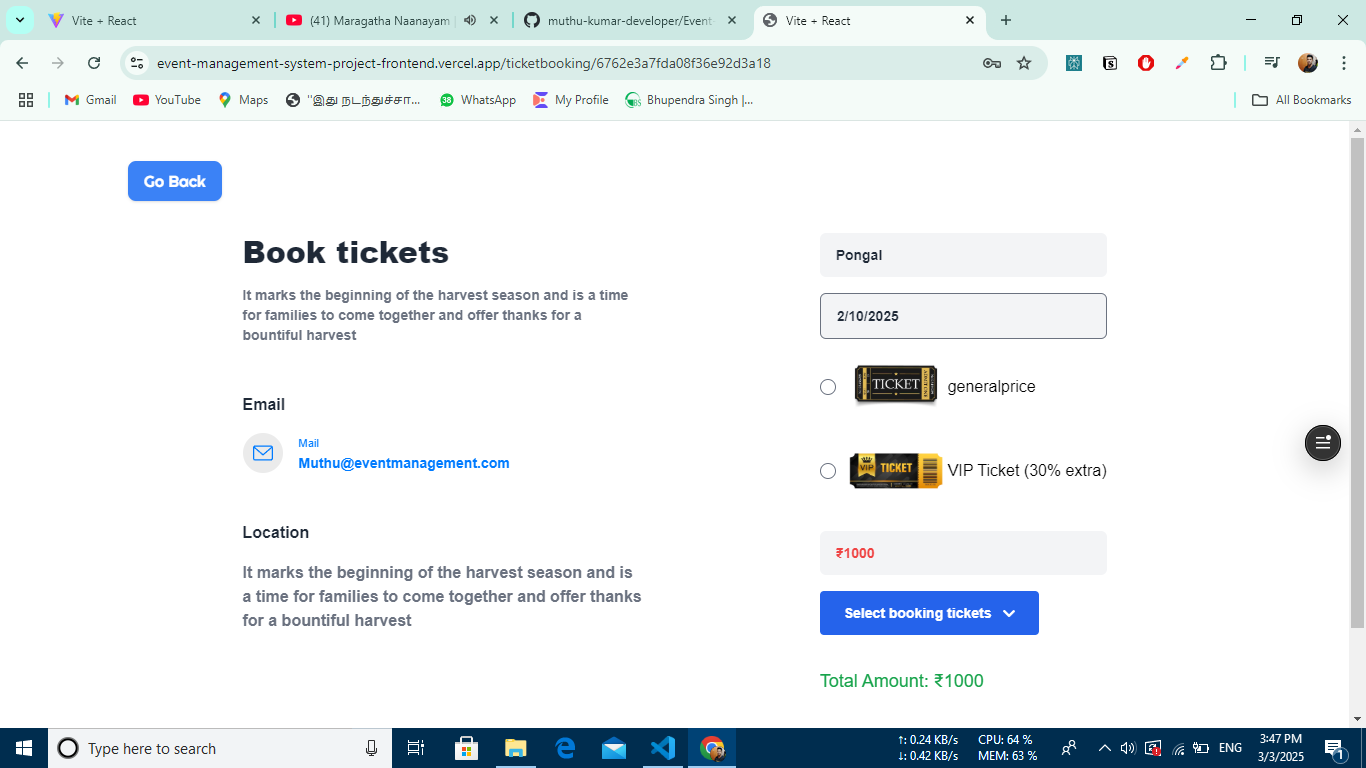 Vite + React
(41) Maragatha Naanayam
muthu-kumar-developer/Event-
Vite + React
event-management-system-project-frontend.vercel.app/ticketbooking/6762e3a7fda08f36e92d3a18
Gmail
YouTube
Maps
"இது நடந்துச்சா...
WhatsApp
My Profile
Bhupendra Singh |...
All Bookmarks
Go Back
Book tickets
It marks the beginning of the harvest season and is a time
for families to come together and offer thanks for a
bountiful harvest
Email
Mail
Muthu@eventmanagement.com
Location
It marks the beginning of the harvest season and is
a time for families to come together and offer thanks
for a bountiful harvest
Pongal
2/10/2025
TICKET
generalprice
VIP
TICKET
VIP Ticket (30% extra)
₹1000
Select booking tickets
Total Amount: ₹1000
Type here to search
↑: 0.24 KB/s
↓: 0.42 KB/s
CPU: 64 %
MEM: 63 %
ENG
3:47 PM
3/3/2025
1